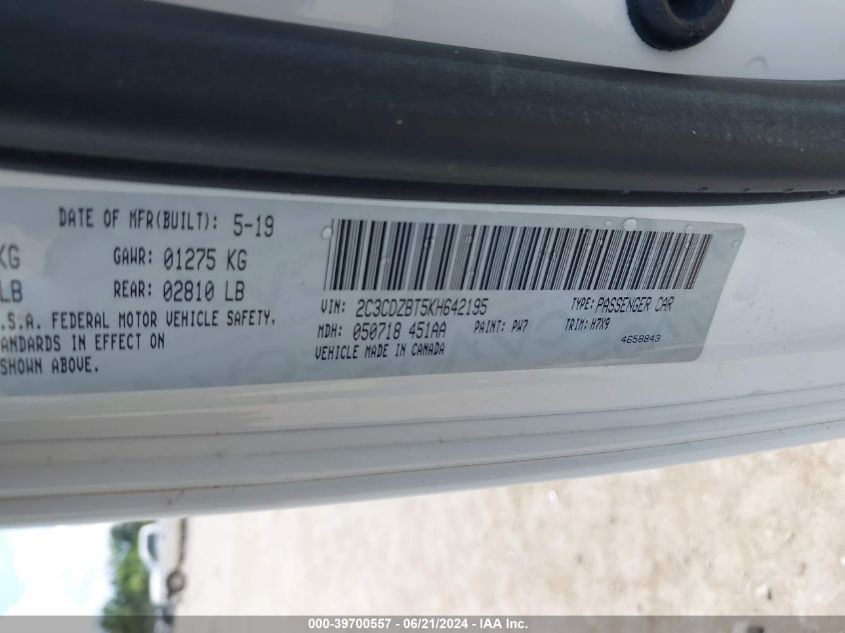 DATE OF MFR(BUILT): 5-19
KG GAWR: 01275 KG
LB REAR: 02810 LB
.S.A. FEDERAL MOTOR VEHICLE SAFETY,
ANDARDS IN EFFECT ON
SHOWN ABOVE.
VIN: 2C3CDZBT5KH642195 TYPE: PASSENGER CAR
MDH: 050718 451AA PAINT: PW7 TRIM: H7X9
VEHICLE MADE IN CANADA 4658843
000-39700557 - 06/21/2024 - IAA Inc.